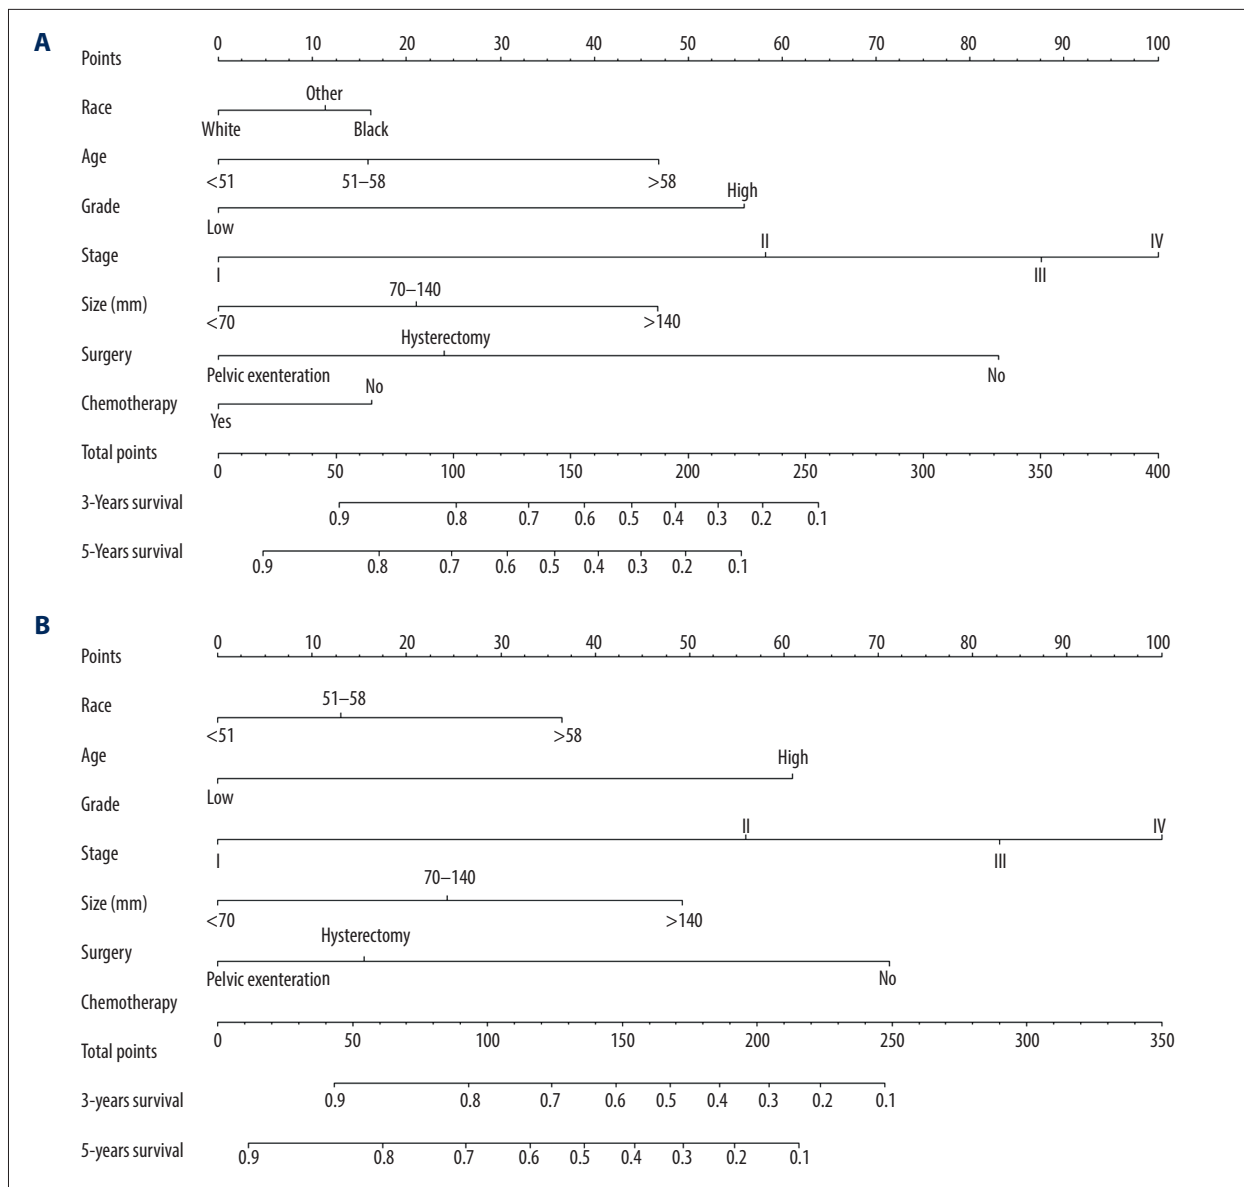 A
0 10 20 30 40 50 60 70 80 90 100
Points
Other
Race
White Black
Age
<51 51–58 >58
High
Grade
Low
II IV
Stage
I III
70–140
Size (mm)
<70 >140
Hysterectomy
Surgery
Pelvic exenteration No
No
Chemotherapy
Yes
Total points
0 50 100 150 200 250 300 350 400
3-Years survival
0.9 0.8 0.7 0.6 0.5 0.4 0.3 0.2 0.1
5-Years survival
0.9 0.8 0.7 0.6 0.5 0.4 0.3 0.2 0.1
B
0 10 20 30 40 50 60 70 80 90 100
Points
51–58
Race
<51 >58
Age
High
Low
Grade
II IV
Stage
I III
70–140
Size (mm)
<70 >140
Hysterectomy
Surgery
Pelvic exenteration No
Chemotherapy
0 50 100 150 200 250 300 350
Total points
3-years survival
0.9 0.8 0.7 0.6 0.5 0.4 0.3 0.2 0.1
5-years survival
0.9 0.8 0.7 0.6 0.5 0.4 0.3 0.2 0.1